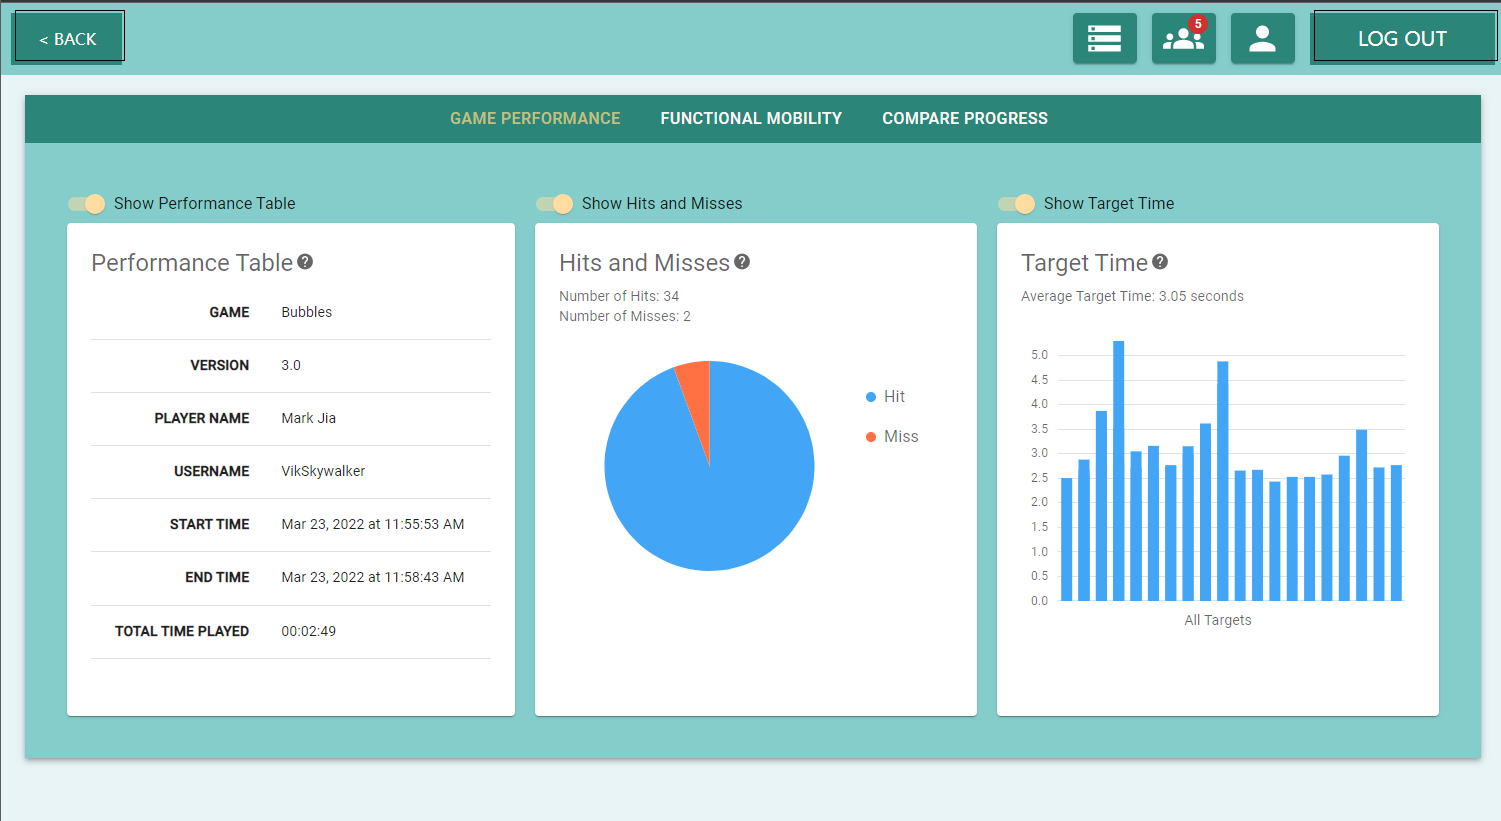 < BACK
5
LOG OUT
GAME PERFORMANCE FUNCTIONAL MOBILITY COMPARE PROGRESS
Show Performance Table
Performance Table
GAME Bubbles
VERSION 3.0
PLAYER NAME Mark Jia
USERNAME VikSkywalker
START TIME Mar 23, 2022 at 11:55:53 AM
END TIME Mar 23, 2022 at 11:58:43 AM
TOTAL TIME PLAYED 00:02:49
Show Hits and Misses
Hits and Misses
Number of Hits: 34
Number of Misses: 2
Hit
Miss
Show Target Time
Target Time
Average Target Time: 3.05 seconds
5.0
4.5
4.0
3.5
3.0
2.5
2.0
1.5
1.0
0.5
0.0
All Targets